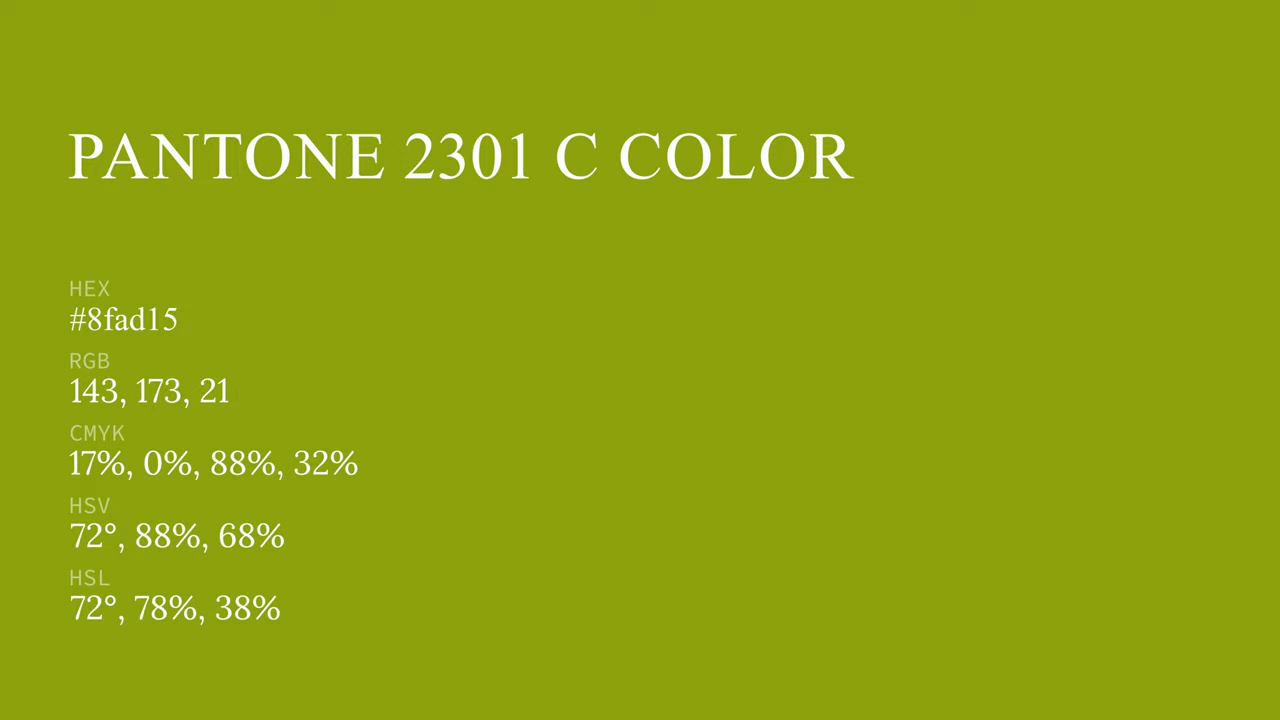 PANTONE 2301 C COLOR
HEX
#8fad15
RGB
143, 173, 21
CMYK
17%, 0%, 88%, 32%
HSV
72°, 88%, 68%
HSL
72°, 78%, 38%